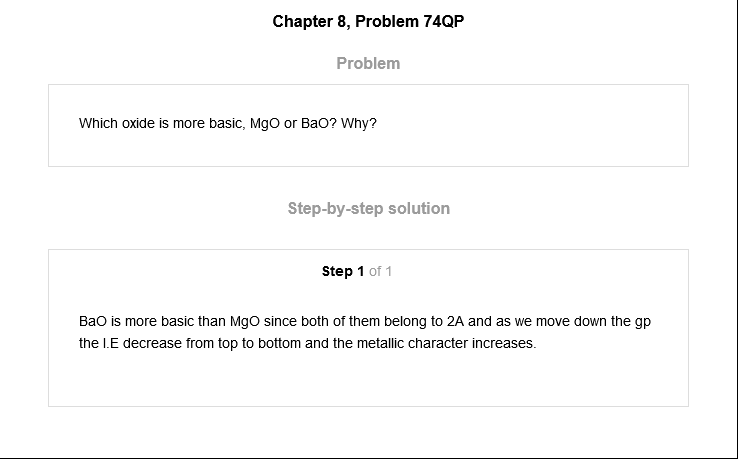 Chapter 8, Problem 74QP
Problem
Which oxide is more basic, MgO or BaO? Why?
Step-by-step solution
Step 1 of 1
BaO is more basic than MgO since both of them belong to 2A and as we move down the gp
the I.E decrease from top to bottom and the metallic character increases.